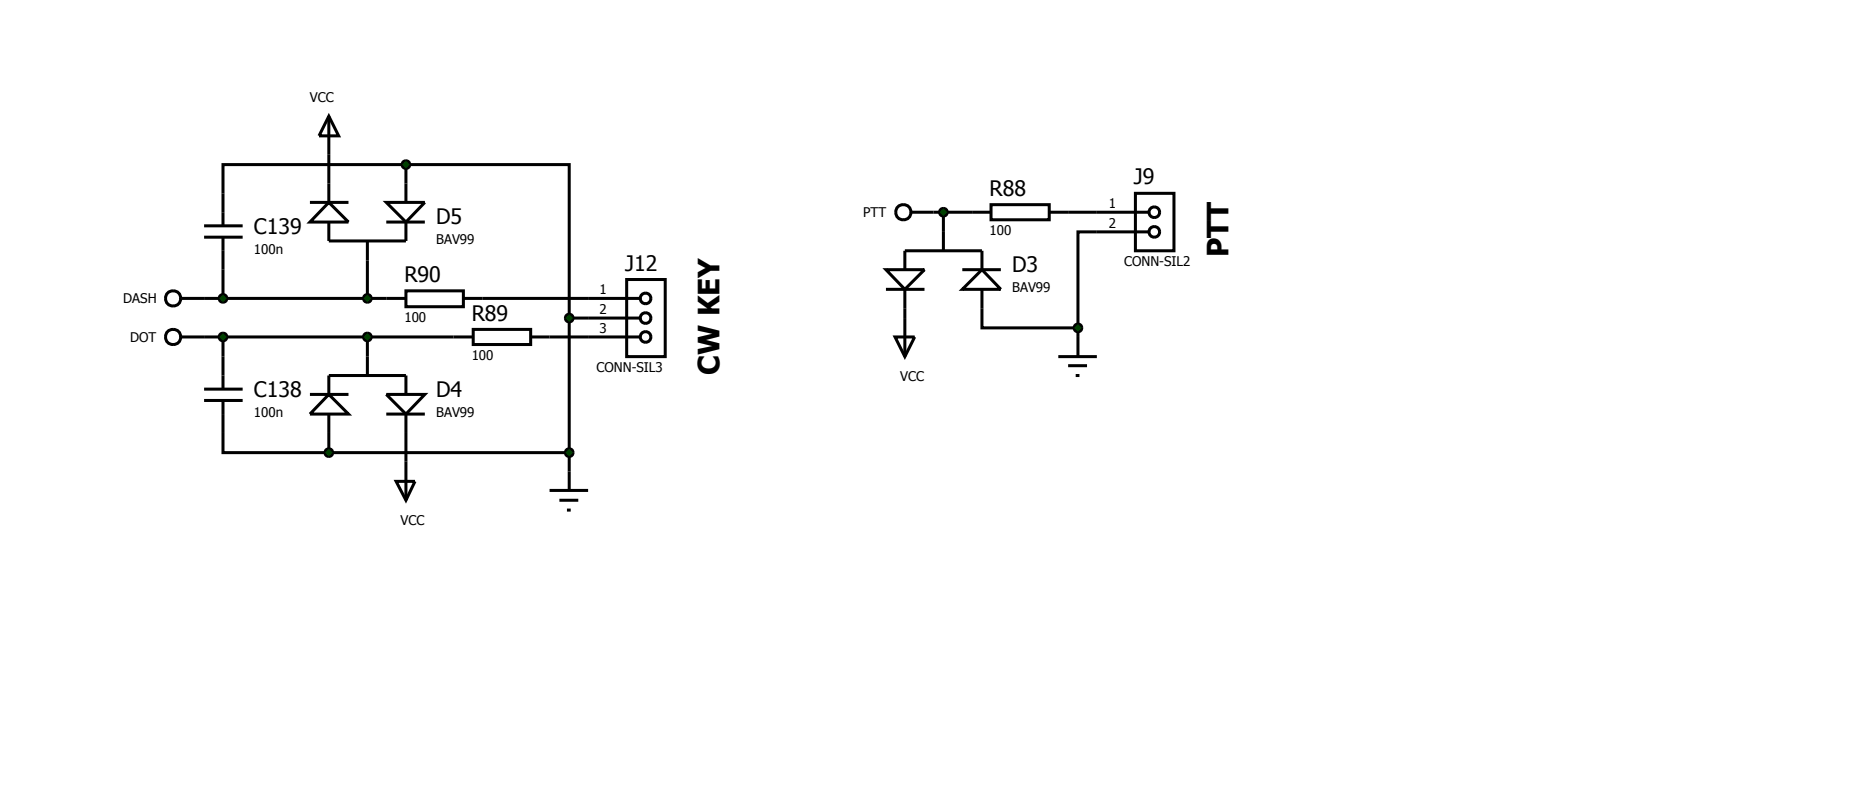 VCC
C139
100n
D5
BAV99
DASH
R90
100
J12
1
2
3
CONN-SIL3
CW KEY
DOT
R89
100
C138
100n
D4
BAV99
VCC
PTT
R88
100
J9
1
2
CONN-SIL2
PTT
D3
BAV99
VCC